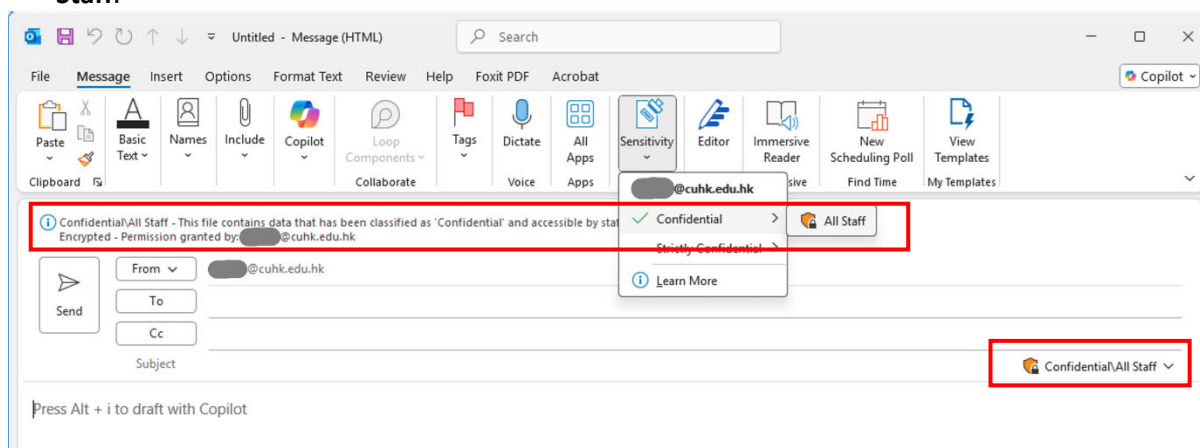 Staff.
Untitled - Message (HTML)
Search
File Message Insert Options Format Text Review Help Foxit PDF Acrobat
Copilot
Paste
Basic Text
Names
Include
Copilot
Loop Components
Tags
Dictate
All Apps
Sensitivity
Editor
Immersive Reader
New Scheduling Poll
View Templates
Clipboard
Collaborate
Voice
Apps
Find Time
My Templates
@cuhk.edu.hk
Confidential
All Staff
Strictly Confidential
Learn More
Confidential\All Staff - This file contains data that has been classified as 'Confidential' and accessible by
Encrypted - Permission granted by: @cuhk.edu.hk
Send
From
@cuhk.edu.hk
To
Cc
Subject
Confidential\All Staff
Press Alt + i to draft with Copilot